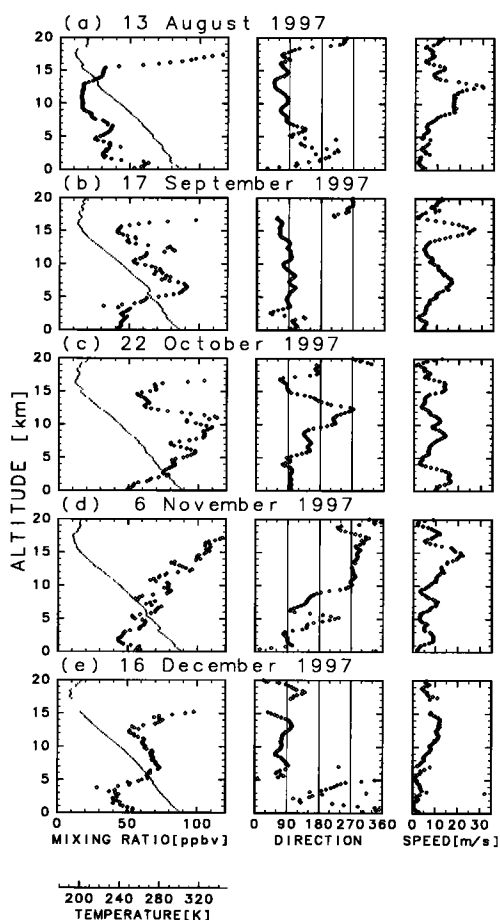 (a) 13 August 1997
20
15
10
5
0
(b) 17 September 1997
20
15
10
5
0
(c) 22 October 1997
20
15
10
5
0
(d) 6 November 1997
20
15
10
5
0
(e) 16 December 1997
20
15
10
5
0
ALTITUDE [km]
50 100
0 90 180 270 360
0 10 20 30
MIXING RATIO[ppbv] DIRECTION SPEED[m/s]
200 240 280 320
TEMPERATURE[K]